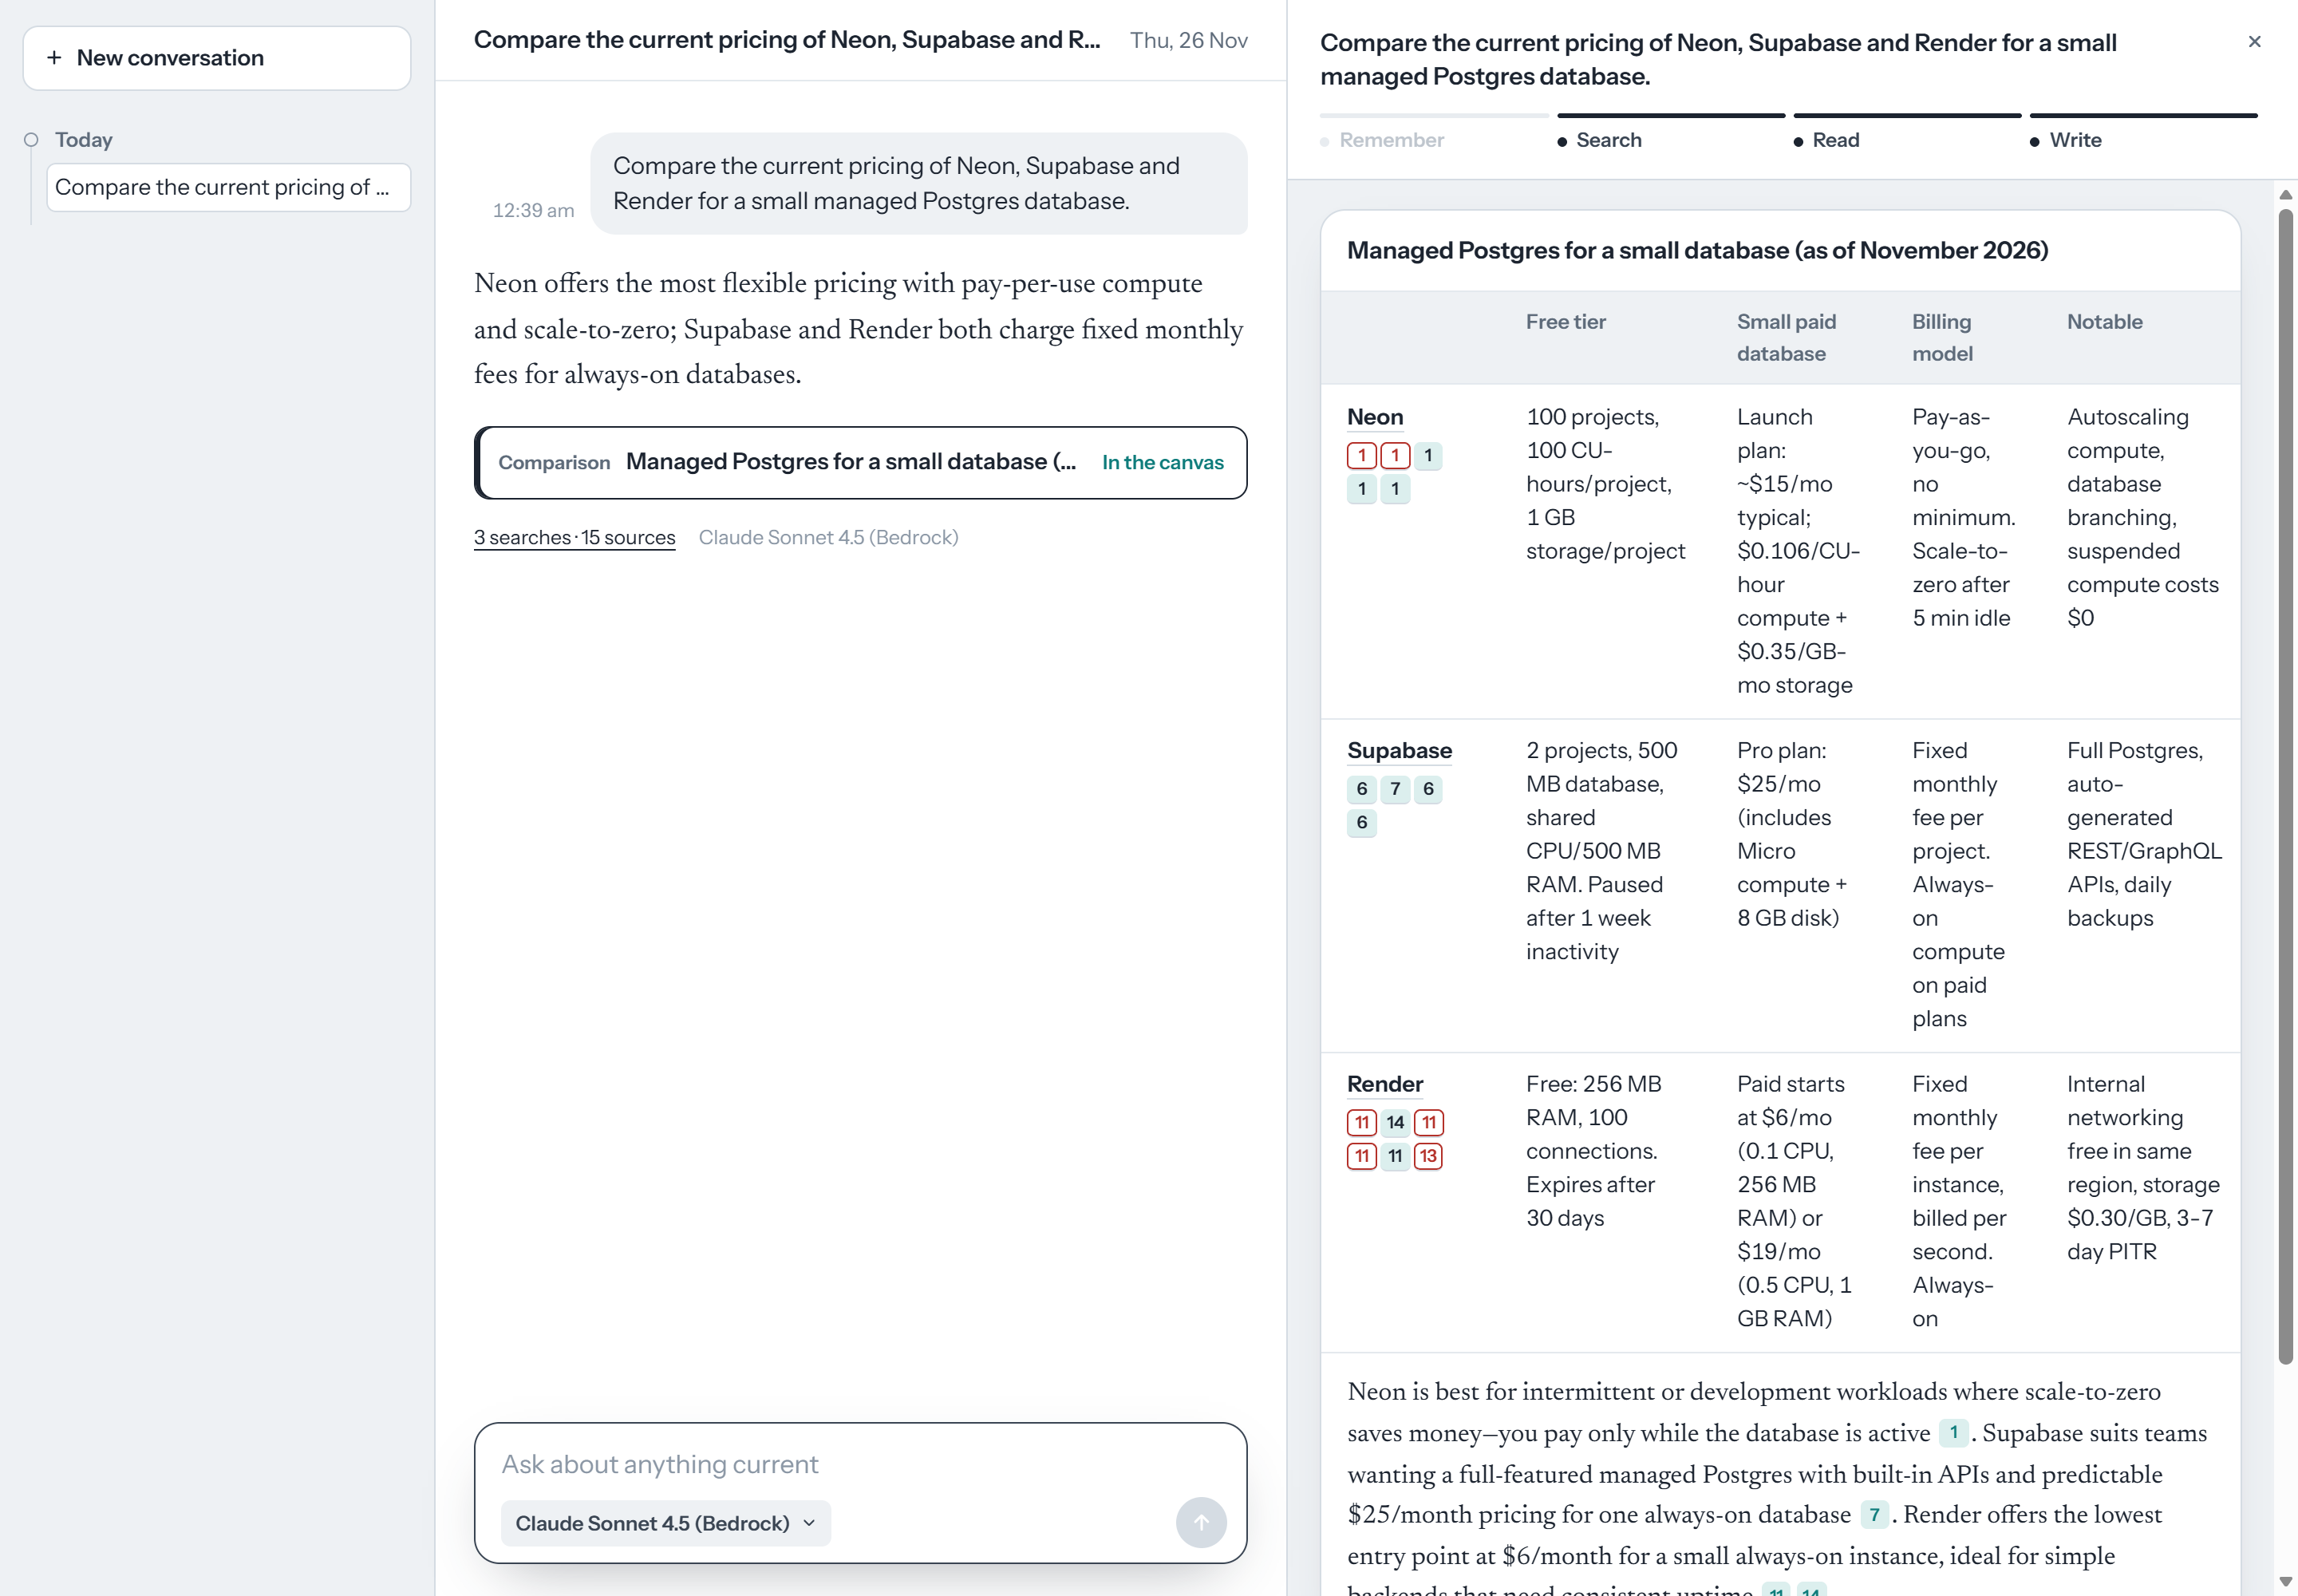 New conversation
Today
Compare the current pricing of ...
Compare the current pricing of Neon, Supabase and R...
Thu, 26 Nov
Compare the current pricing of Neon, Supabase and
Render for a small managed Postgres database.
12:39 am
Neon offers the most flexible pricing with pay-per-use compute
and scale-to-zero; Supabase and Render both charge fixed monthly
fees for always-on databases.
Comparison Managed Postgres for a small database (... In the canvas
3 searches · 15 sources Claude Sonnet 4.5 (Bedrock)
Ask about anything current
Claude Sonnet 4.5 (Bedrock)
Compare the current pricing of Neon, Supabase and Render for a small
managed Postgres database.
Remember Search Read Write
Managed Postgres for a small database (as of November 2026)
Free tier
Small paid
database
Billing
model
Notable
Neon
1 1 1
1 1
100 projects,
100 CU-
hours/project,
1 GB
storage/project
Launch
plan:
~$15/mo
typical;
$0.106/CU-
hour
compute +
$0.35/GB-
mo storage
Pay-as-
you-go,
no
minimum.
Scale-to-
zero after
5 min idle
Autoscaling
compute,
database
branching,
suspended
compute costs
$0
Supabase
6 7 6
6
2 projects, 500
MB database,
shared
CPU/500 MB
RAM. Paused
after 1 week
inactivity
Pro plan:
$25/mo
(includes
Micro
compute +
8 GB disk)
Fixed
monthly
fee per
project.
Always-
on
compute
on paid
plans
Full Postgres,
auto-
generated
REST/GraphQL
APIs, daily
backups
Render
11 14 11
11 11 13
Free: 256 MB
RAM, 100
connections.
Expires after
30 days
Paid starts
at $6/mo
(0.1 CPU,
256 MB
RAM) or
$19/mo
(0.5 CPU, 1
GB RAM)
Fixed
monthly
fee per
instance,
billed per
second.
Always-
on
Internal
networking
free in same
region, storage
$0.30/GB, 3-7
day PITR
Neon is best for intermittent or development workloads where scale-to-zero
saves money—you pay only while the database is active 1 . Supabase suits teams
wanting a full-featured managed Postgres with built-in APIs and predictable
$25/month pricing for one always-on database 7 . Render offers the lowest
entry point at $6/month for a small always-on instance, ideal for simple
backends that need consistent uptime 11 14